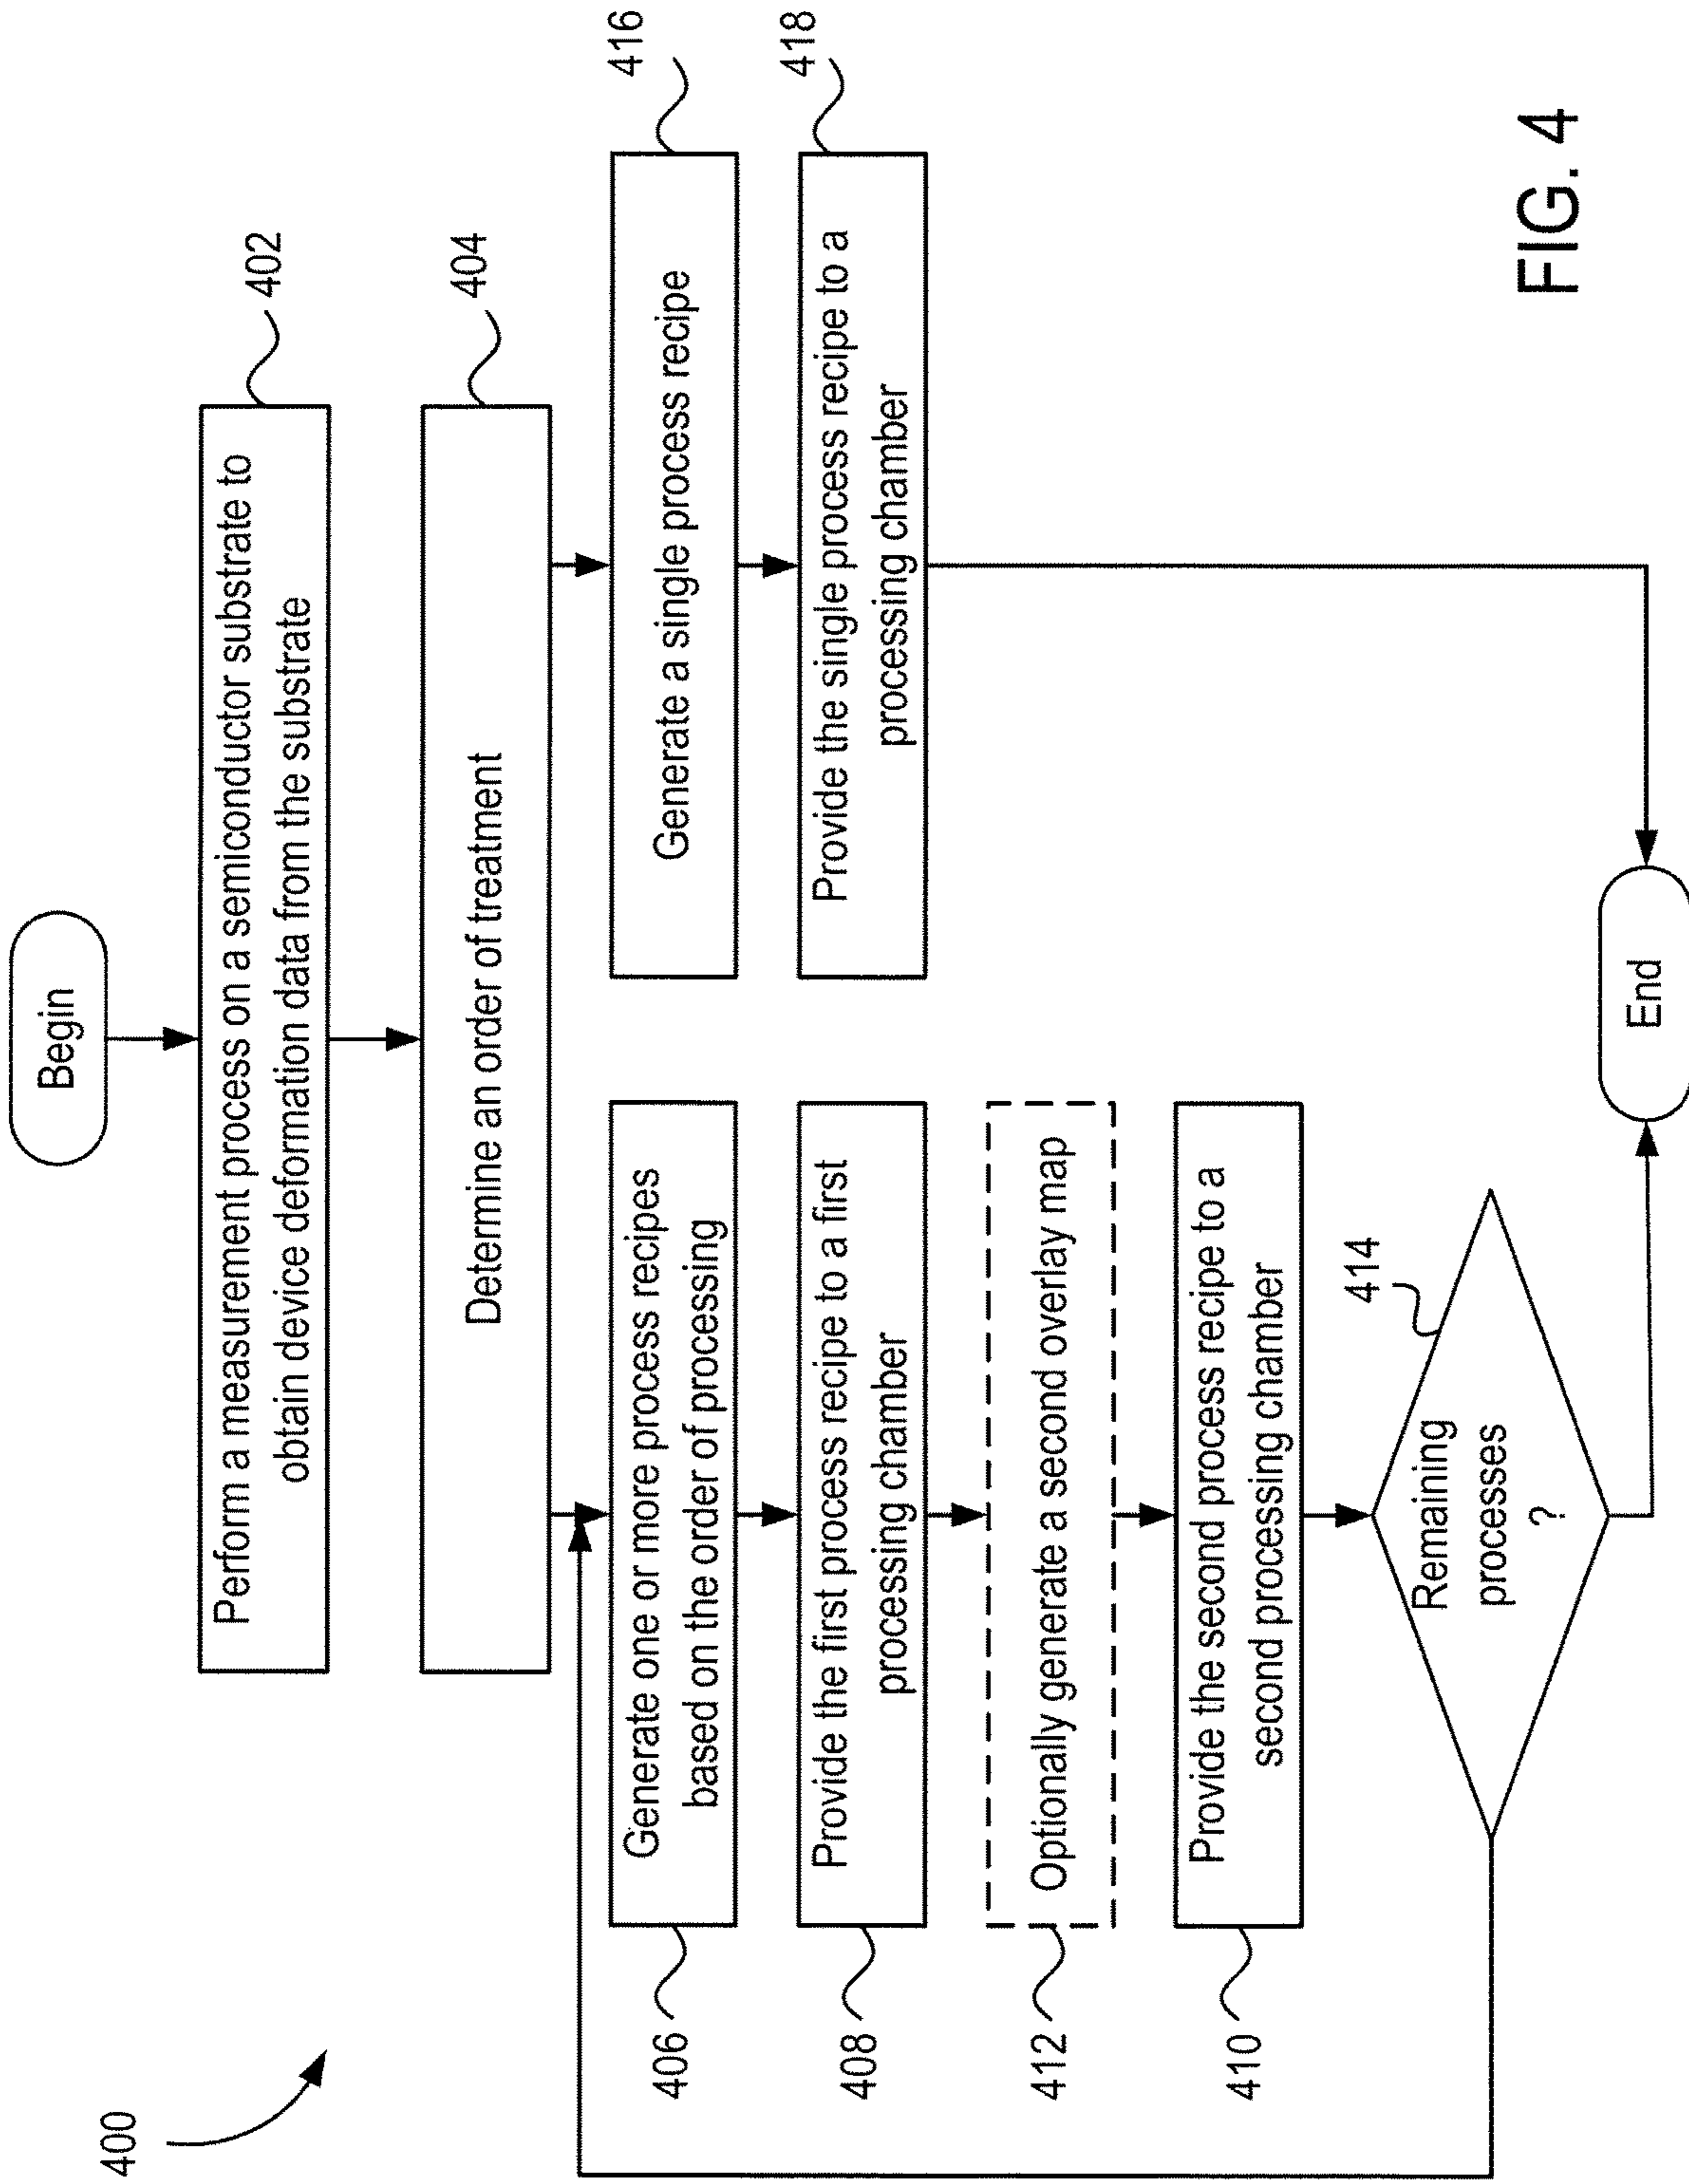 400
Begin
Perform a measurement process on a semiconductor substrate to
obtain device deformation data from the substrate
402
Determine an order of treatment
404
406
Generate one or more process recipes
based on the order of processing
408
Provide the first process recipe to a first
processing chamber
412
Optionally generate a second overlay map
410
Provide the second process recipe to a
second processing chamber
414
Remaining
processes
?
416
Generate a single process recipe
418
Provide the single process recipe to a
processing chamber
End
FIG. 4